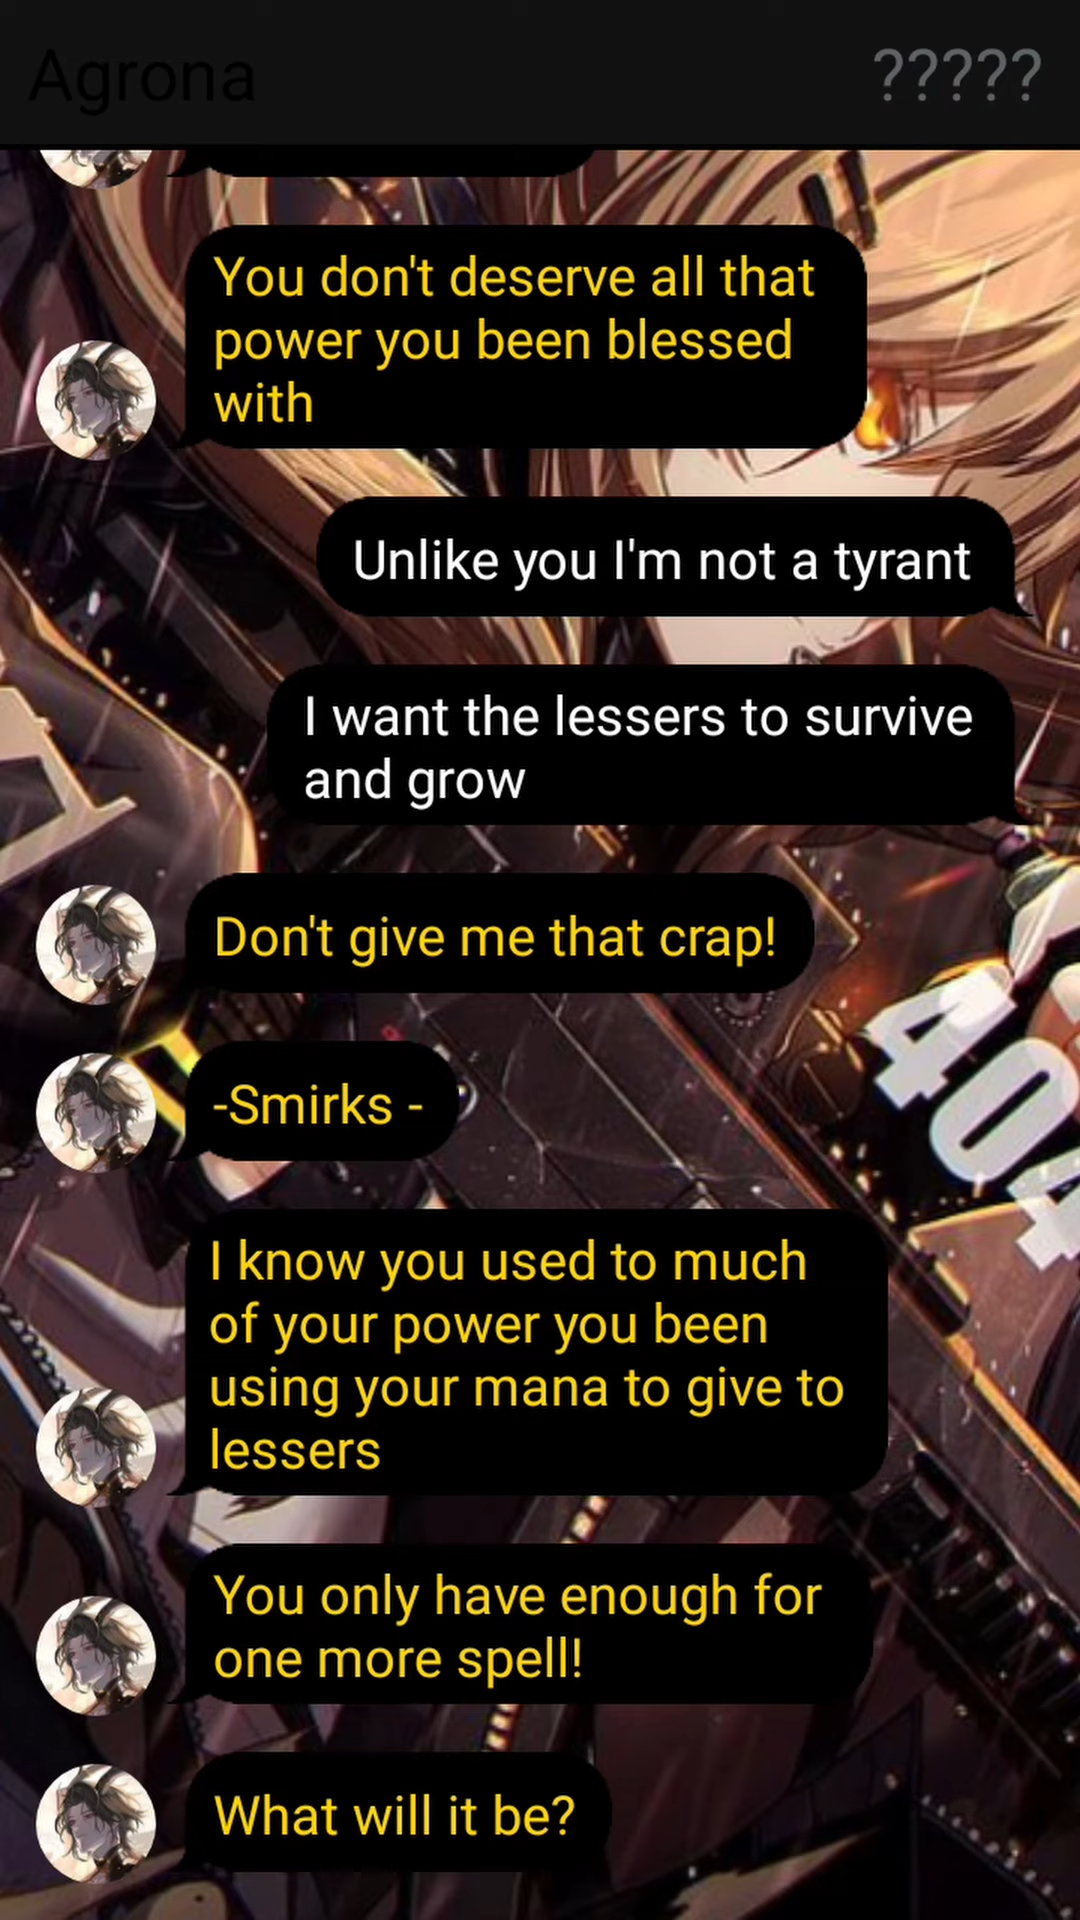 Agrona
?????
You don't deserve all that
power you been blessed
with
Unlike you I'm not a tyrant
I want the lessers to survive
and grow
Don't give me that crap!
-Smirks -
I know you used to much
of your power you been
using your mana to give to
lessers
404
You only have enough for
one more spell!
What will it be?